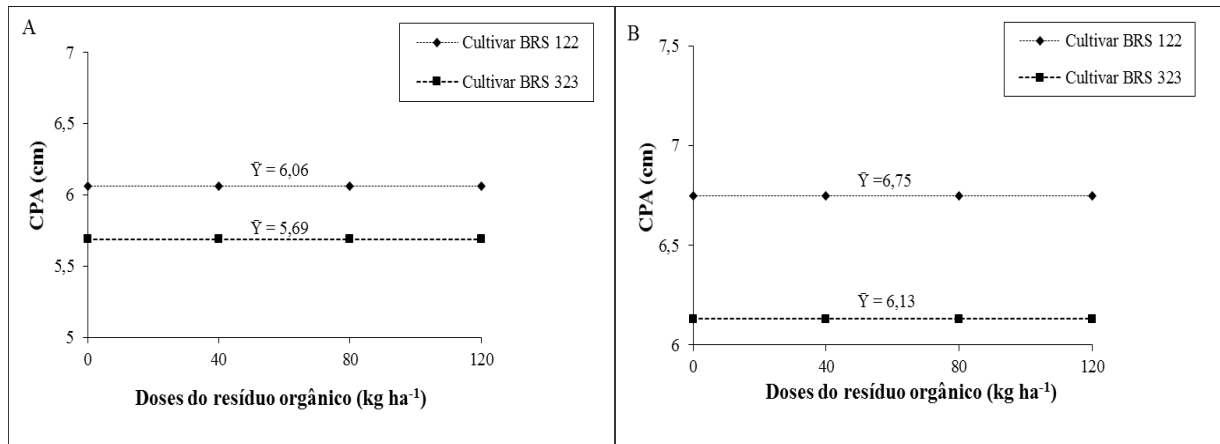 A
Cultivar BRS 122
Cultivar BRS 323
7
6,5
6
5,5
5
CPA (cm)
Ȳ = 6,06
Ȳ = 5,69
0 40 80 120
Doses do resíduo orgânico (kg ha⁻¹)
B
Cultivar BRS 122
Cultivar BRS 323
7,5
7
6,5
6
CPA (cm)
Ȳ =6,75
Ȳ = 6,13
0 40 80 120
Doses do resíduo orgânico (kg ha⁻¹)